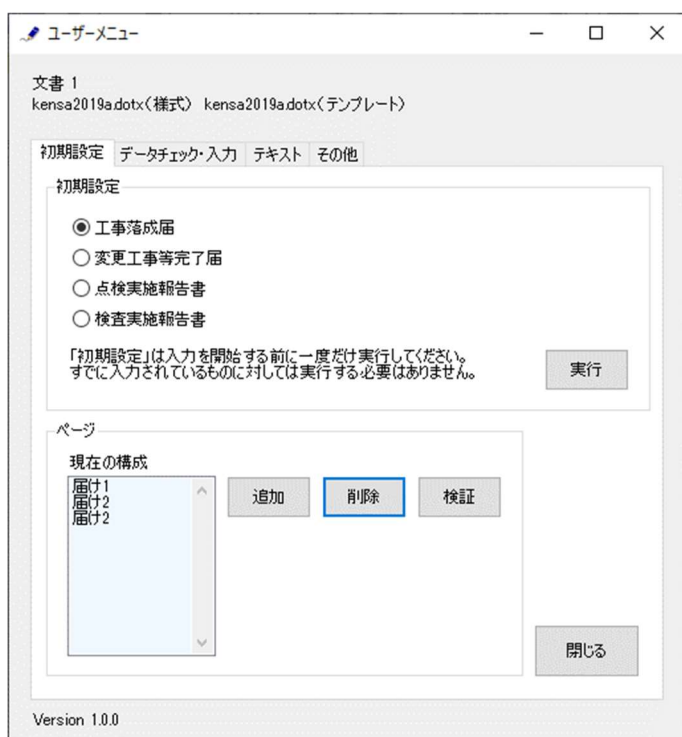 ユーザーメニュー
文書 1
kensa2019a.dotx(様式) kensa2019a.dotx(テンプレート)
初期設定 データチェック・入力 テキスト その他
初期設定
工事落成届
変更工事等完了届
点検実施報告書
検査実施報告書
「初期設定」は入力を開始する前に一度だけ実行してください。
すでに入力されているものに対しては実行する必要はありません。
実行
ページ
現在の構成
届け1
届け2
届け2
追加 削除 検証
閉じる
Version 1.0.0